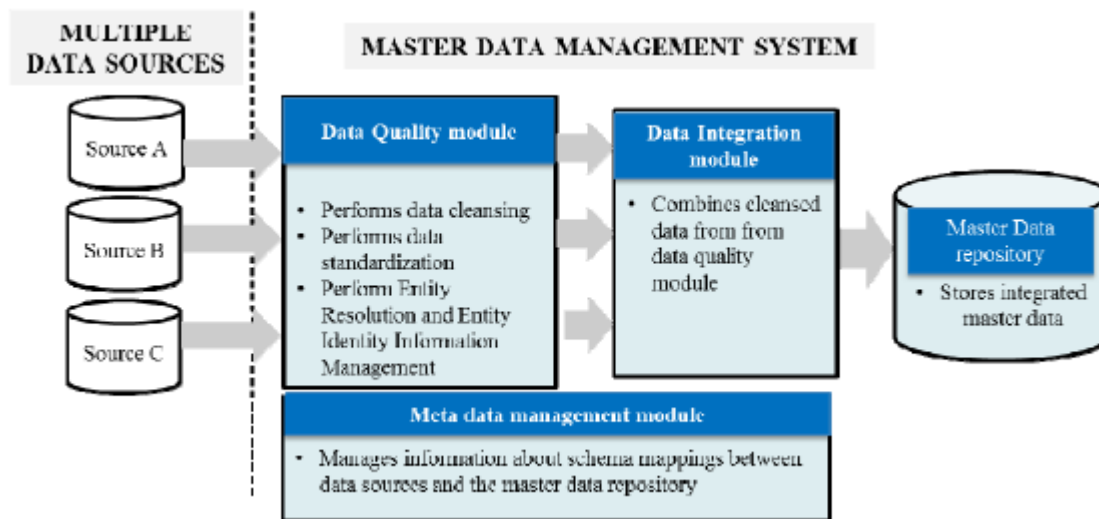 MULTIPLE
DATA SOURCES
MASTER DATA MANAGEMENT SYSTEM
Source A
Source B
Source C
Data Quality module
• Performs data cleansing
• Performs data
standardization
• Perform Entity
Resolution and Entity
Identity Information
Management
Data Integration
module
• Combines cleansed
data from from
data quality
module
Master Data
repository
• Stores integrated
master data
Meta data management module
• Manages information about schema mappings between
data sources and the master data repository